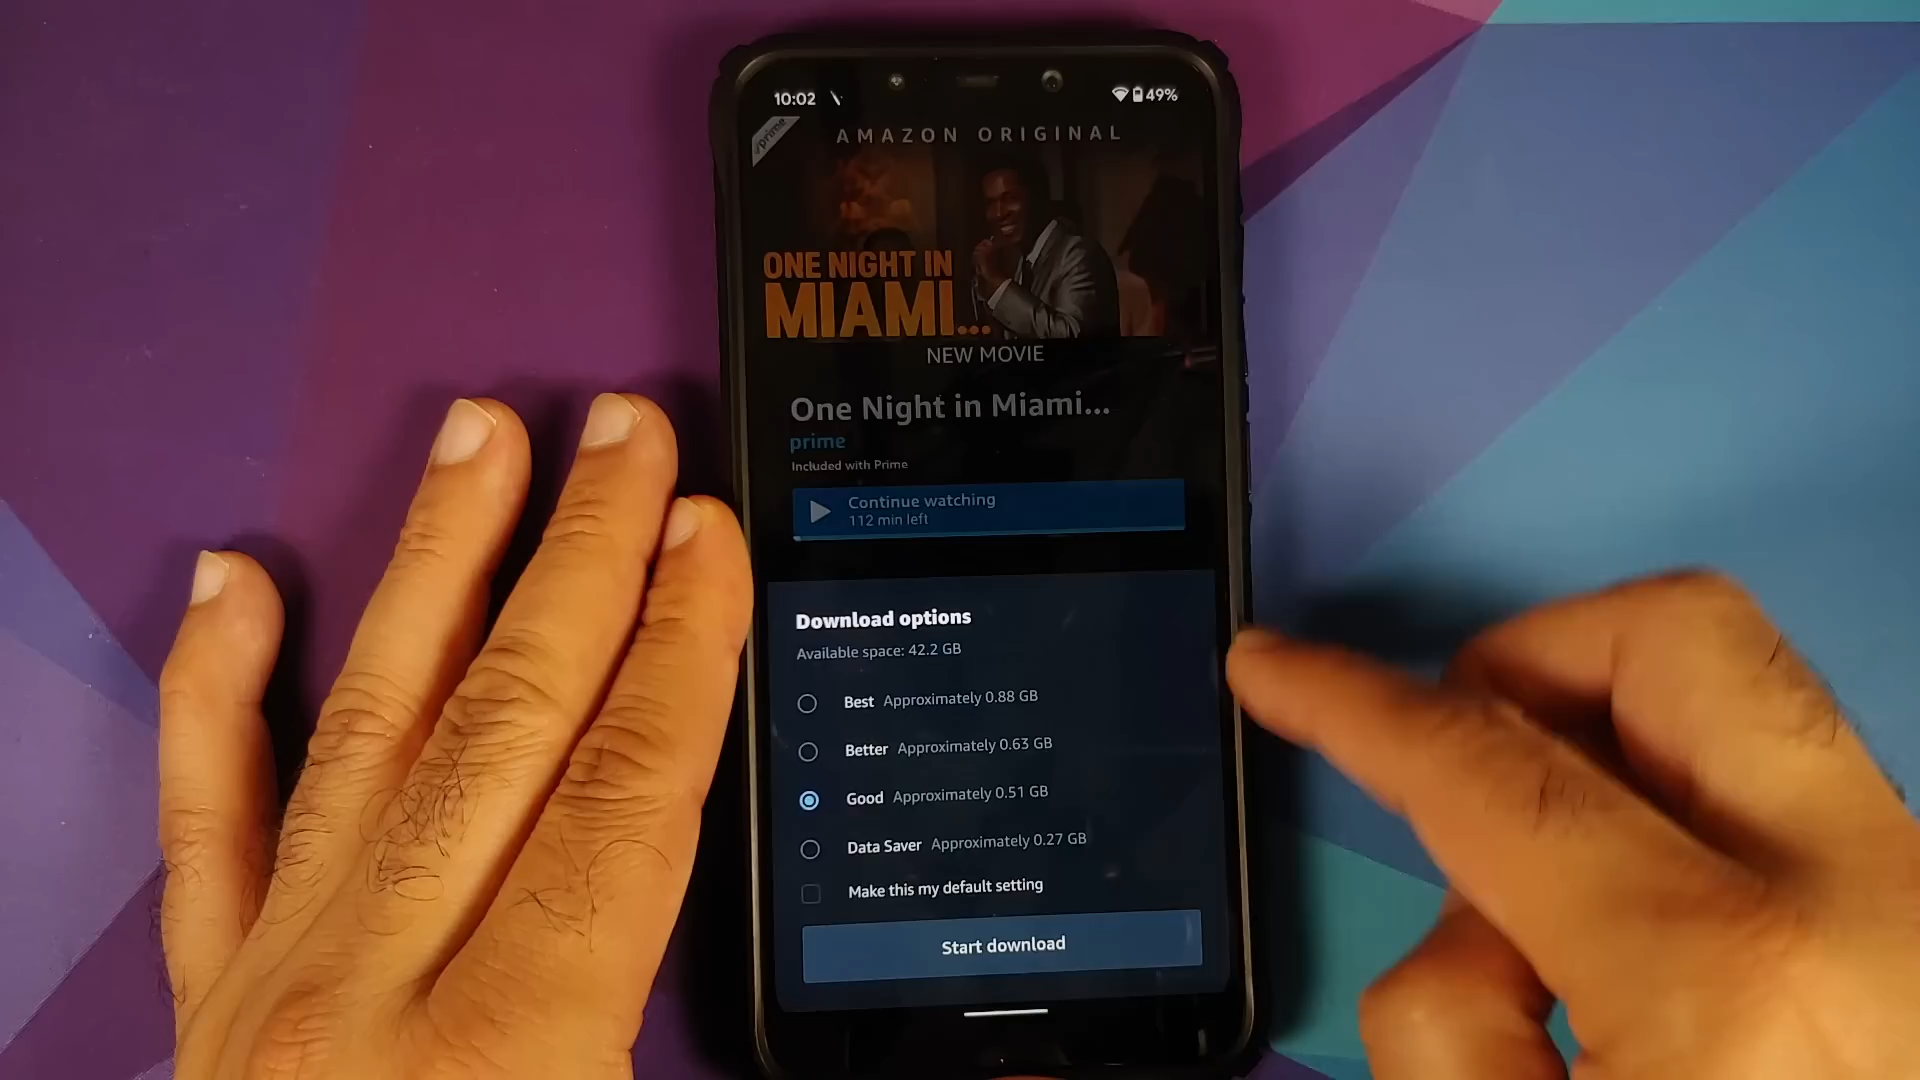 10:02
49%
prime
AMAZON ORIGINAL
ONE NIGHT IN
MIAMI...
NEW MOVIE
One Night in Miami...
prime
Included with Prime
Continue watching
112 min left
Download options
Available space: 42.2 GB
Best Approximately 0.88 GB
Better Approximately 0.63 GB
Good Approximately 0.51 GB
Data Saver Approximately 0.27 GB
Make this my default setting
Start download